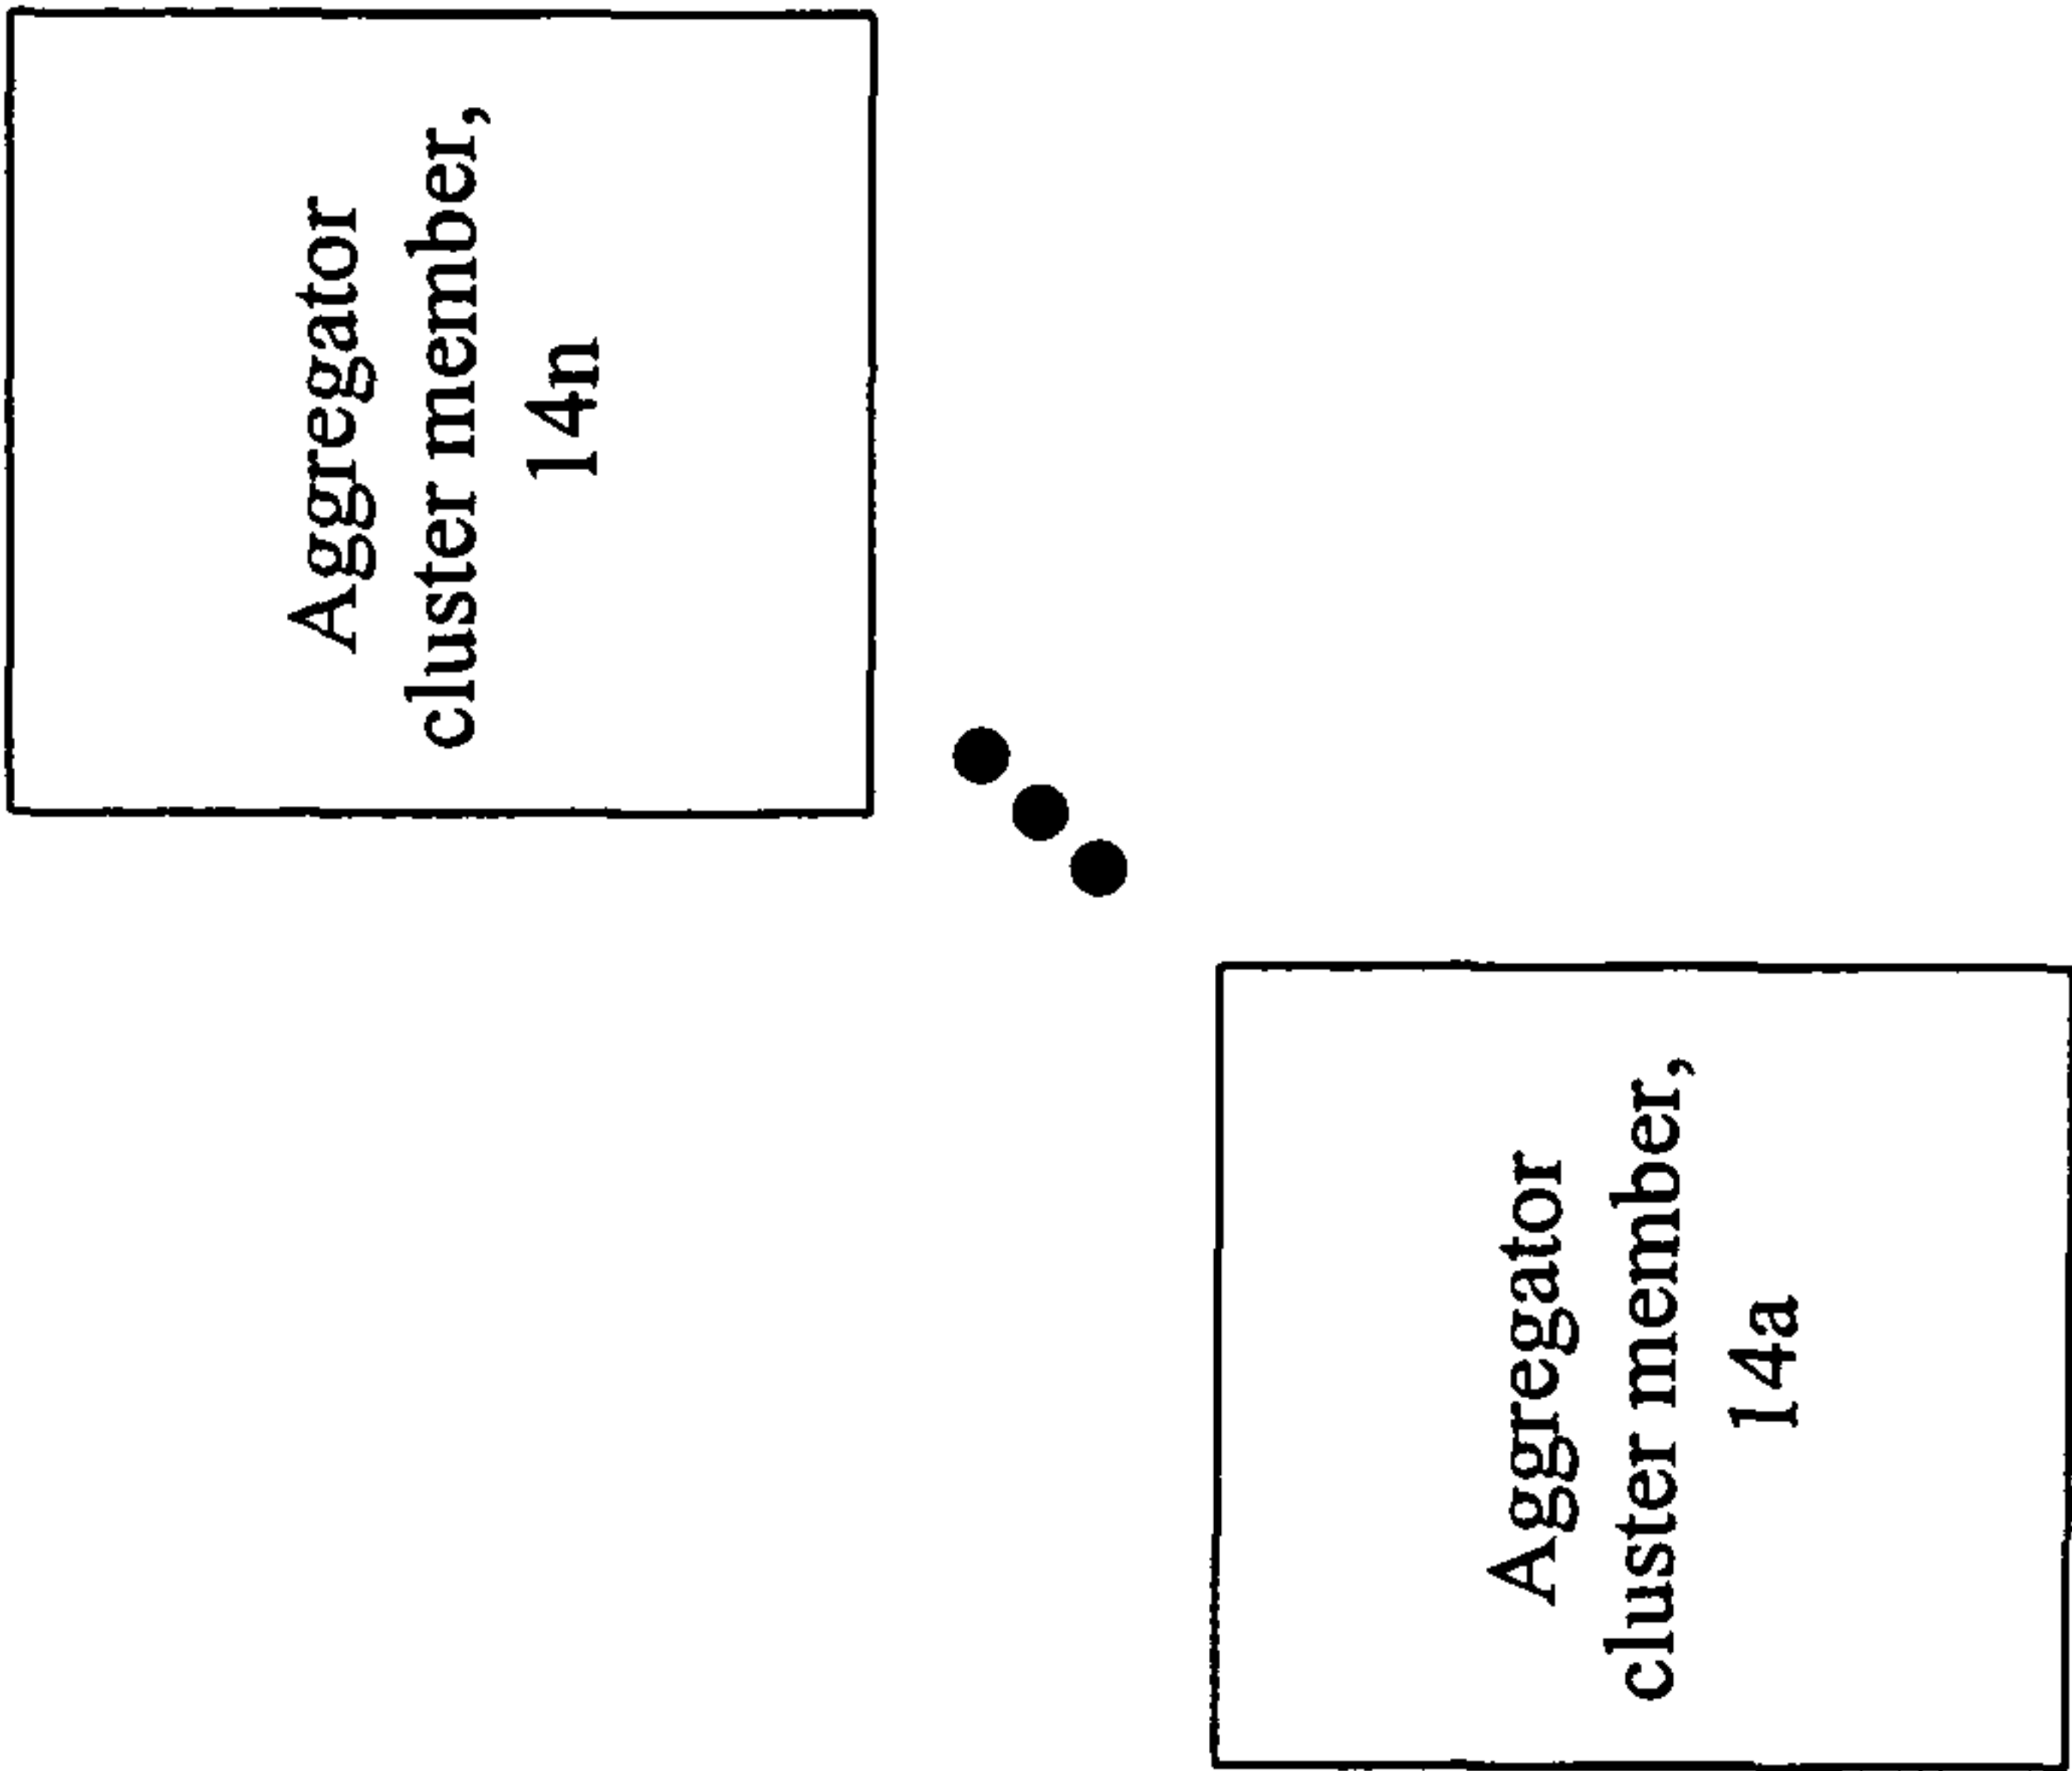 Aggregator
cluster member,
14n
Aggregator
cluster member,
14a